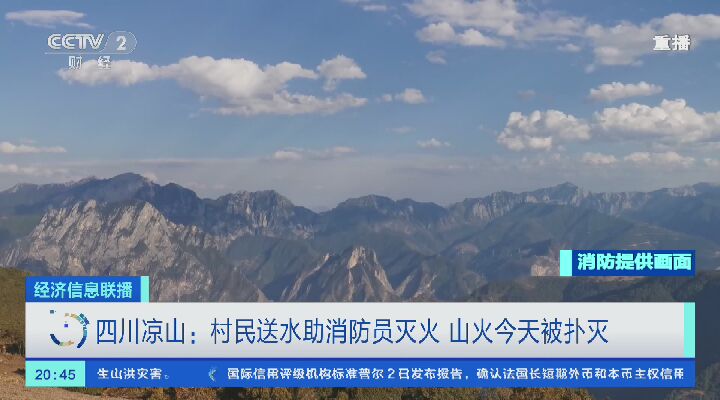 CCTV 2
财 经
重播
消防提供画面
经济信息联播
四川凉山：村民送水助消防员灭火 山火今天被扑灭
20:45
生山洪灾害。 国际信用评级机构标准普尔2日发布报告，确认法国长短期外币和本币主权信用